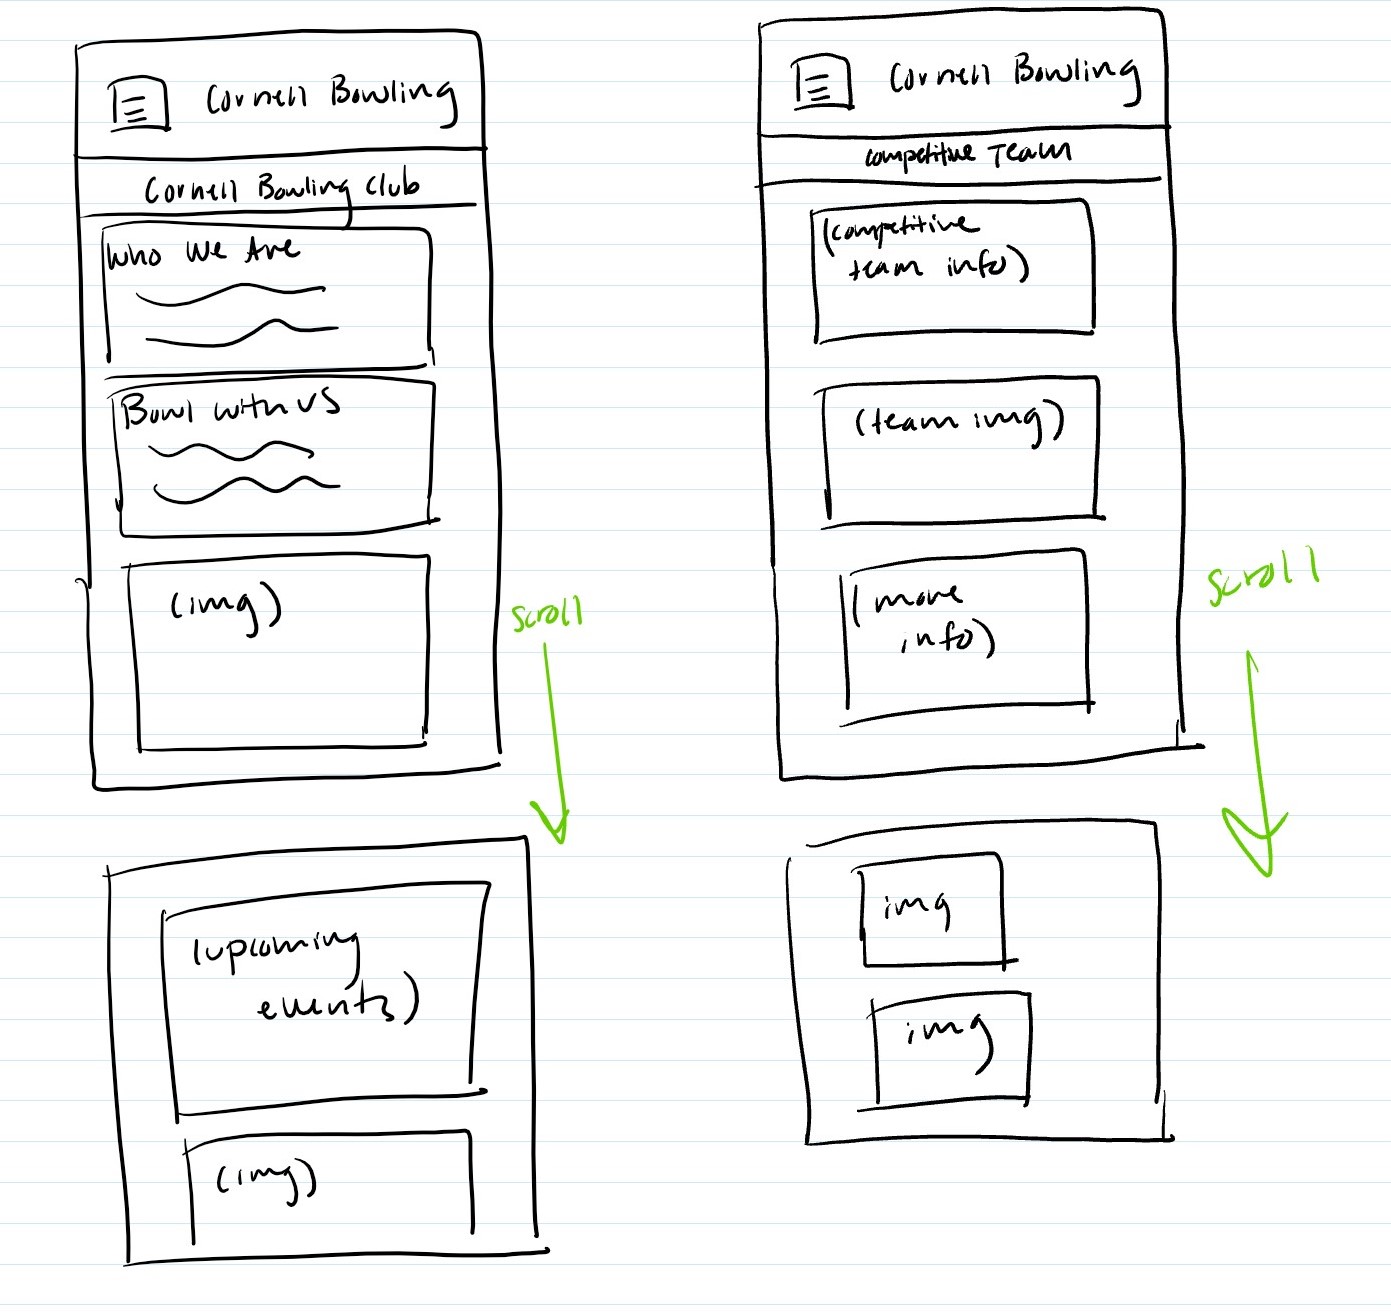 Cornell Bowling
Cornell Bowling Club
Who We Are
Bowl with US
(img)
scroll
(upcoming
events)
(img)
Cornell Bowling
competitive Team
(competitive
team info)
(team img)
(more
info)
scroll
img
img